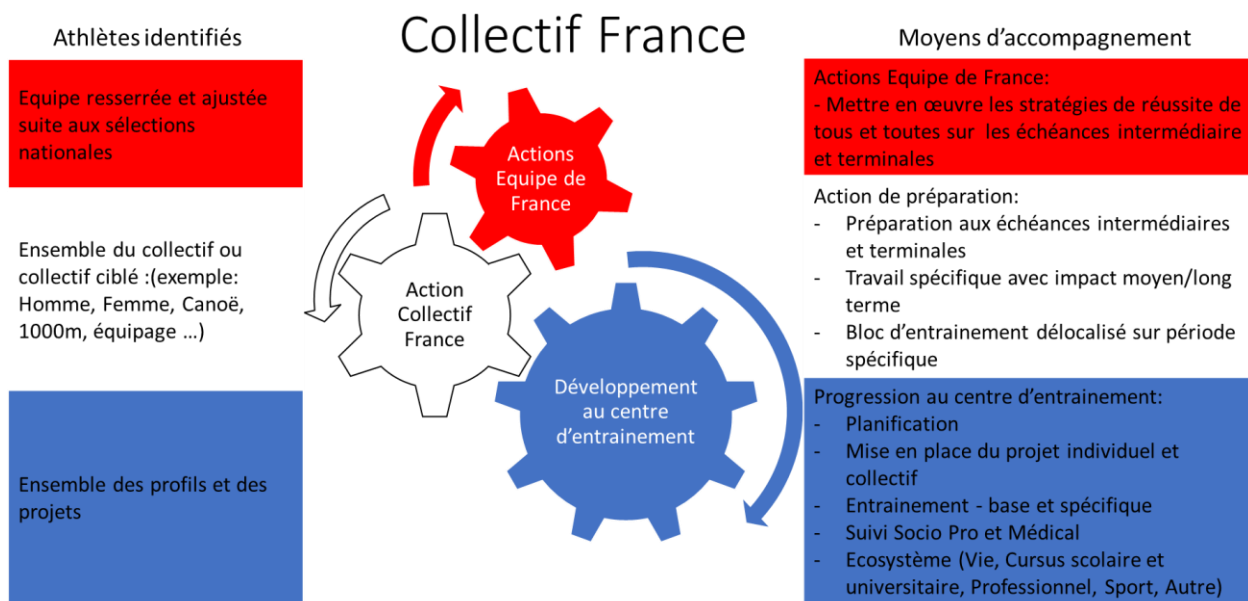 Collectif France
Athlètes identifiés
Equipe resserrée et ajustée
suite aux sélections
nationales
Ensemble du collectif ou
collectif ciblé :(exemple:
Homme, Femme, Canoë,
1000m, équipage …)
Ensemble des profils et des
projets
Actions
Equipe de
France
Action
Collectif
France
Développement
au centre
d’entrainement
Moyens d’accompagnement
Actions Equipe de France:
- Mettre en œuvre les stratégies de réussite de
tous et toutes sur les échéances intermédiaire
et terminales
Action de préparation:
- Préparation aux échéances intermédiaires
et terminales
- Travail spécifique avec impact moyen/long
terme
- Bloc d’entrainement délocalisé sur période
spécifique
Progression au centre d’entrainement:
- Planification
- Mise en place du projet individuel et
collectif
- Entrainement - base et spécifique
- Suivi Socio Pro et Médical
- Ecosystème (Vie, Cursus scolaire et
universitaire, Professionnel, Sport, Autre)